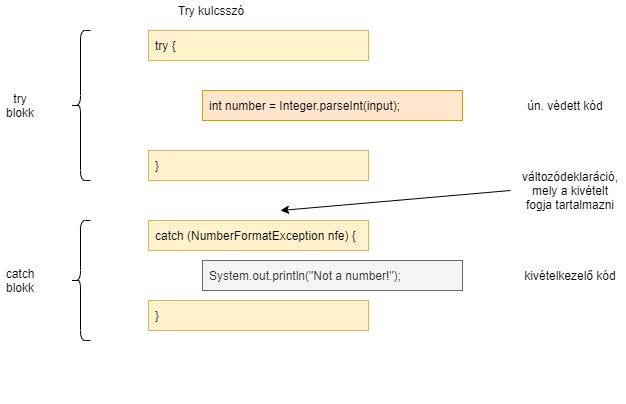 Try kulcsszó
try {
try
blokk
int number = Integer.parseInt(input);
ún. védett kód
}
változódeklaráció,
mely a kivételt
fogja tartalmazni
catch (NumberFormatException nfe) {
catch
blokk
System.out.println("Not a number!");
kivételkezelő kód
}